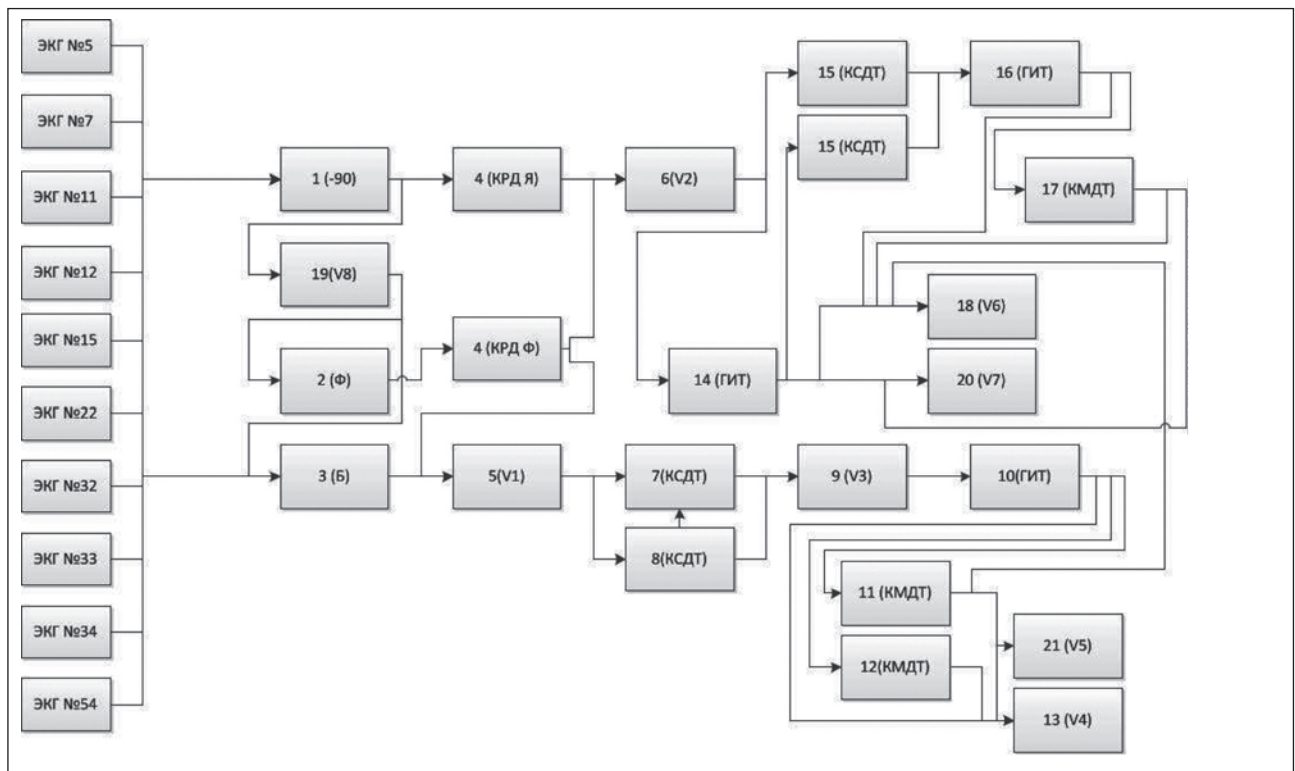 ЭКГ №5
ЭКГ №7
ЭКГ №11
ЭКГ №12
ЭКГ №15
ЭКГ №22
ЭКГ №32
ЭКГ №33
ЭКГ №34
ЭКГ №54
1 (-90)
19(V8)
2 (Ф)
3 (Б)
4 (КРД Я)
4 (КРД Ф)
5(V1)
6(V2)
14 (ГИТ)
7(КСДТ)
8(КСДТ)
15 (КСДТ)
15 (КСДТ)
9 (V3)
16 (ГИТ)
17 (КМДТ)
18 (V6)
20 (V7)
10(ГИТ)
11 (КМДТ)
12(КМДТ)
21 (V5)
13 (V4)